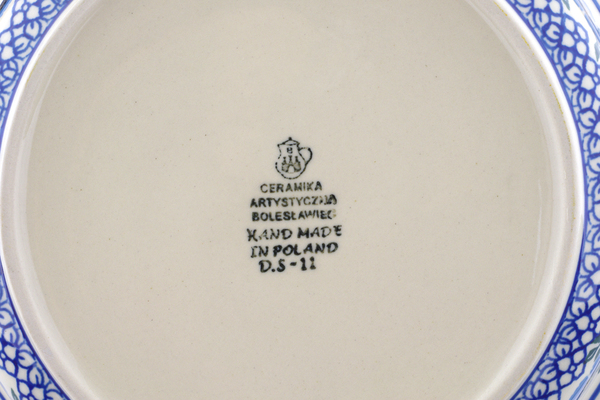 CERAMIKA
ARTYSTYCZNA
BOLESŁAWIEC
HAND MADE
IN POLAND
D.S-11